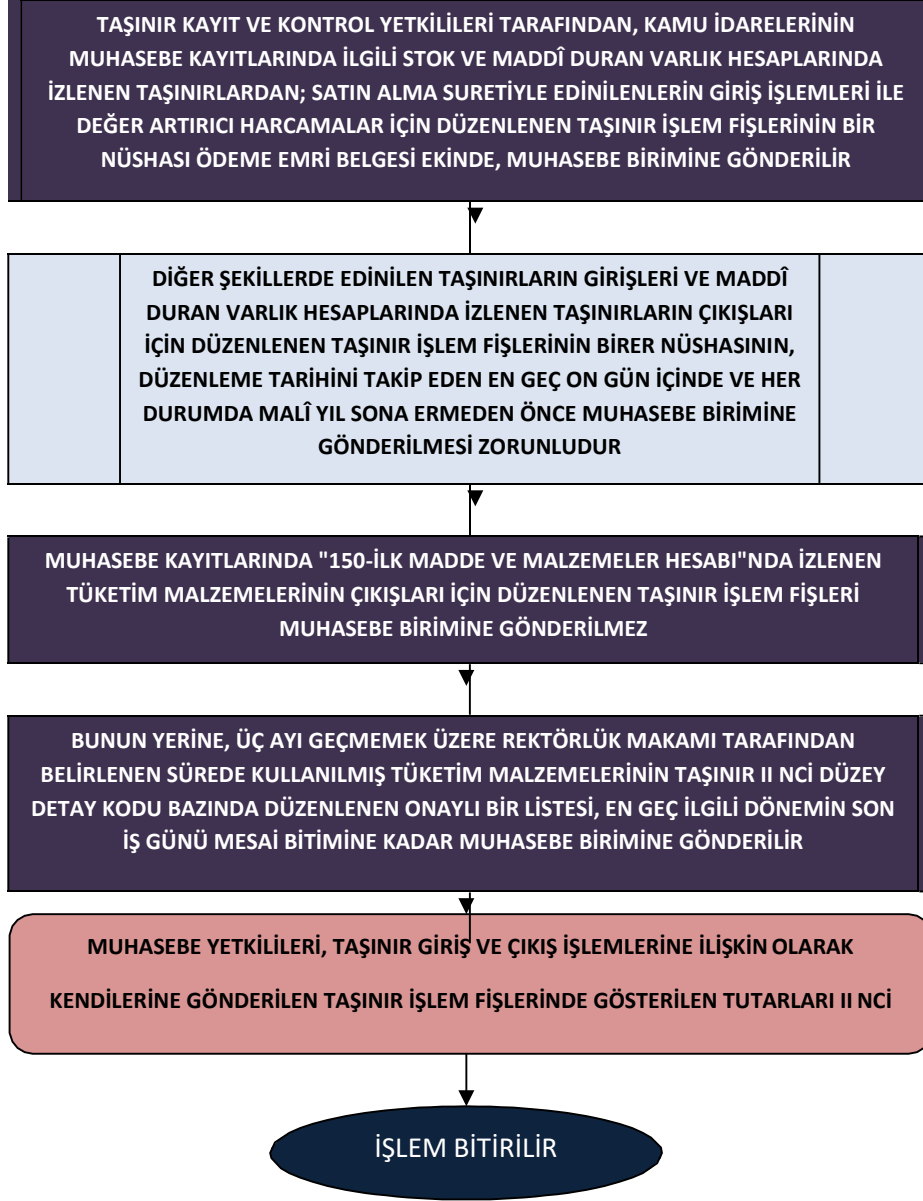 TAŞINIR KAYIT VE KONTROL YETKİLİLERİ TARAFINDAN, KAMU İDARELERİNİN
MUHASEBE KAYITLARINDA İLGİLİ STOK VE MADDÎ DURAN VARLIK HESAPLARINDA
İZLENEN TAŞINIRLARDAN; SATIN ALMA SURETİYLE EDİNİLENLERİN GİRİŞ İŞLEMLERİ İLE
DEĞER ARTIRICI HARCAMALAR İÇİN DÜZENLENEN TAŞINIR İŞLEM FİŞLERİNİN BİR
NÜSHASI ÖDEME EMRİ BELGESİ EKİNDE, MUHASEBE BİRİMİNE GÖNDERİLİR
DİĞER ŞEKİLLERDE EDİNİLEN TAŞINIRLARIN GİRİŞLERİ VE MADDÎ
DURAN VARLIK HESAPLARINDA İZLENEN TAŞINIRLARIN ÇIKIŞLARI
İÇİN DÜZENLENEN TAŞINIR İŞLEM FİŞLERİNİN BİRER NÜSHASININ,
DÜZENLEME TARİHİNİ TAKİP EDEN EN GEÇ ON GÜN İÇİNDE VE HER
DURUMDA MALÎ YIL SONA ERMEDEN ÖNCE MUHASEBE BİRİMİNE
GÖNDERİLMESİ ZORUNLUDUR
MUHASEBE KAYITLARINDA "150-İLK MADDE VE MALZEMELER HESABI"NDA İZLENEN
TÜKETİM MALZEMELERİNİN ÇIKIŞLARI İÇİN DÜZENLENEN TAŞINIR İŞLEM FİŞLERİ
MUHASEBE BİRİMİNE GÖNDERİLMEZ
BUNUN YERİNE, ÜÇ AYI GEÇMEMEK ÜZERE REKTÖRLÜK MAKAMI TARAFINDAN
BELİRLENEN SÜREDE KULLANILMIŞ TÜKETİM MALZEMELERİNİN TAŞINIR II NCİ DÜZEY
DETAY KODU BAZINDA DÜZENLENEN ONAYLI BİR LİSTESİ, EN GEÇ İLGİLİ DÖNEMİN SON
İŞ GÜNÜ MESAİ BİTİMİNE KADAR MUHASEBE BİRİMİNE GÖNDERİLİR
MUHASEBE YETKİLİLERİ, TAŞINIR GİRİŞ VE ÇIKIŞ İŞLEMLERİNE İLİŞKİN OLARAK
KENDİLERİNE GÖNDERİLEN TAŞINIR İŞLEM FİŞLERİNDE GÖSTERİLEN TUTARLARI II NCİ
İŞLEM BİTİRİLİR